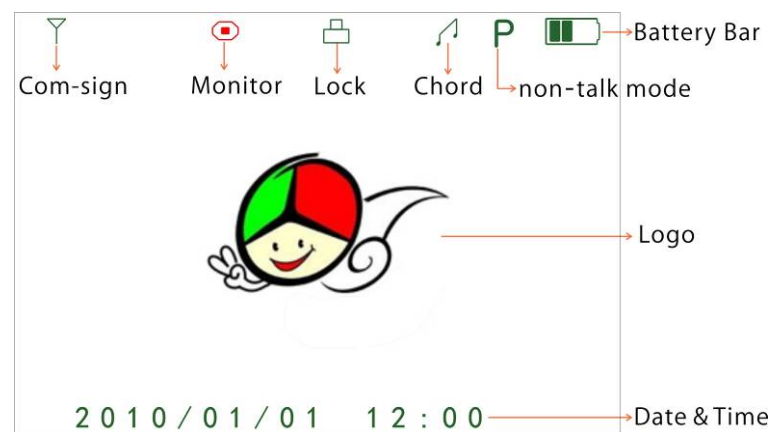 P
Battery Bar
Com-sign Monitor Lock Chord non-talk mode
Logo
2010/01/01 12:00
Date & Time